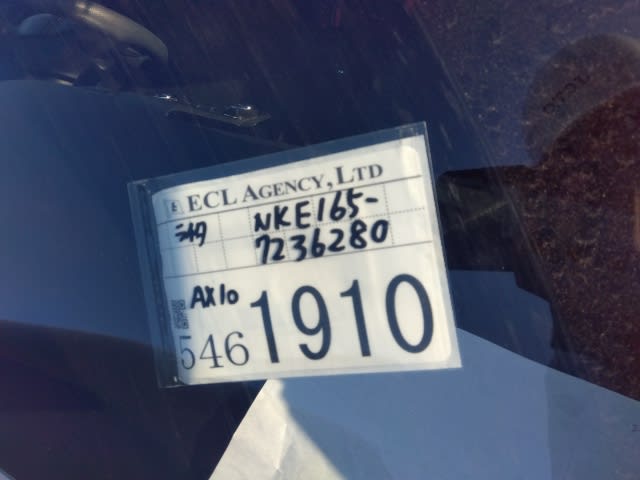 ECL AGENCY, LTD
NKE165-
7236280
AX10
546 1910